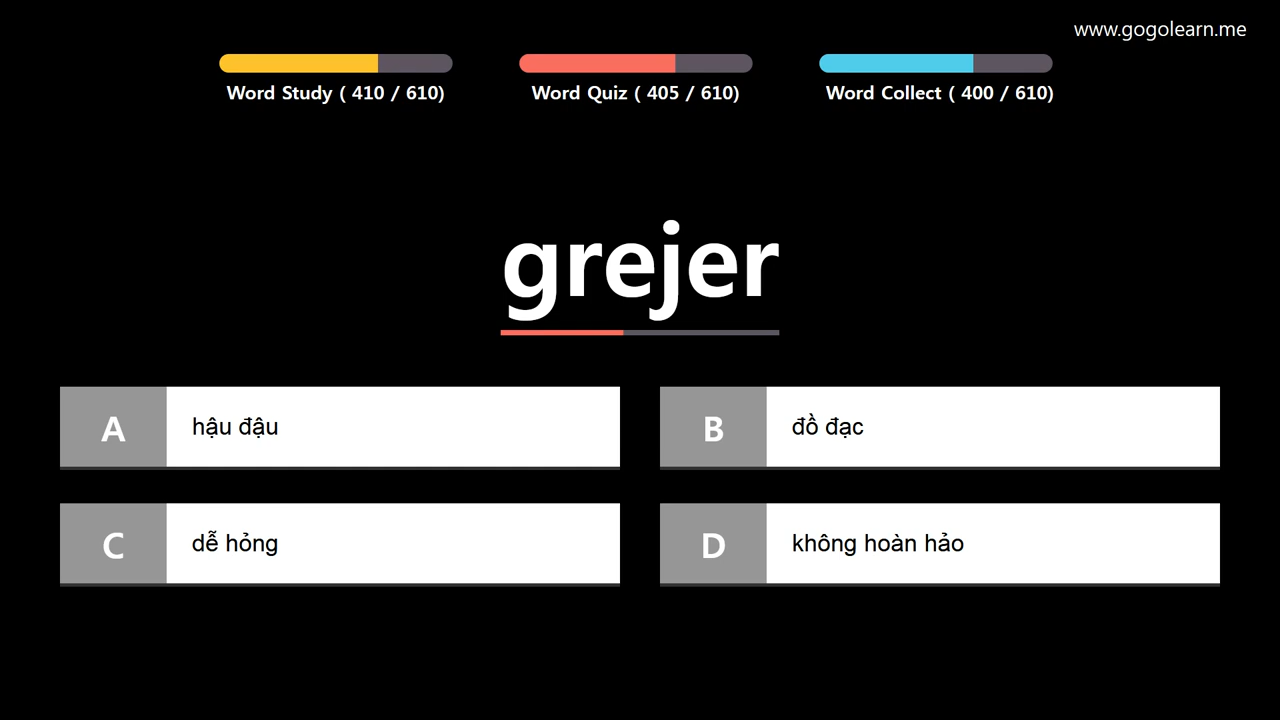 www.gogolearn.me
Word Study ( 410 / 610)
Word Quiz ( 405 / 610)
Word Collect ( 400 / 610)
grejer
A hậu đậu
B đồ đạc
C dễ hỏng
D không hoàn hảo